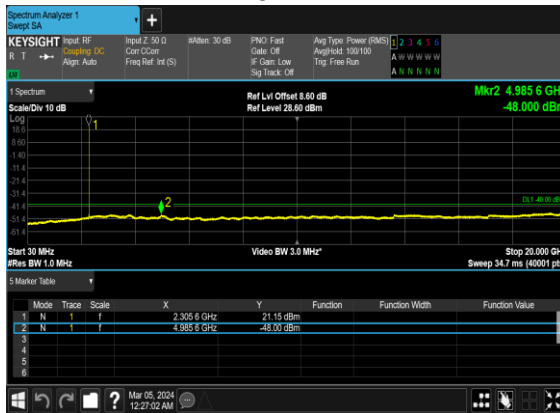 Spectrum Analyzer 1
Swept SA
KEYSIGHT Input: RF Input Z: 50 Ω #Atten: 30 dB PNO: Fast Avg Type: Power (RMS) 1 2 3 4 5 6
R T Coupling: DC Corr CCorr Gate: Off Avg|Hold: 100/100 A W W W W W
Align: Auto Freq Ref: Int (S) IF Gain: Low Trig: Free Run
LXI Sig Track: Off A N N N N N
1 Spectrum Ref Lvl Offset 8.60 dB Mkr2 4.985 6 GH
Scale/Div 10 dB Ref Level 28.60 dBm -48.000 dBr
Log 1
18.6
8.60
-1.40
-11.4
-21.4
-31.4 DL1 -40.00 dB
-41.4 2
-51.4
-61.4
Start 30 MHz Video BW 3.0 MHz* Stop 20.000 GH
#Res BW 1.0 MHz Sweep 34.7 ms (40001 pt
5 Marker Table
Mode Trace Scale X Y Function Function Width Function Value
1 N 1 f 2.305 6 GHz 21.15 dBm
2 N 1 f 4.985 6 GHz -48.00 dBm
3
4
5
6
? Mar 05, 2024
12:27:02 AM